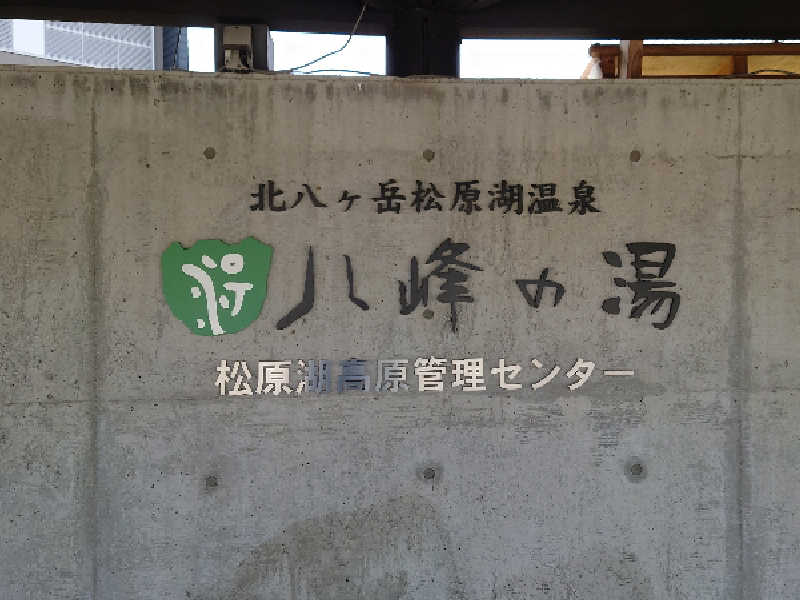 北八ヶ岳松原湖温泉
八峰の湯
松原湖高原管理センター